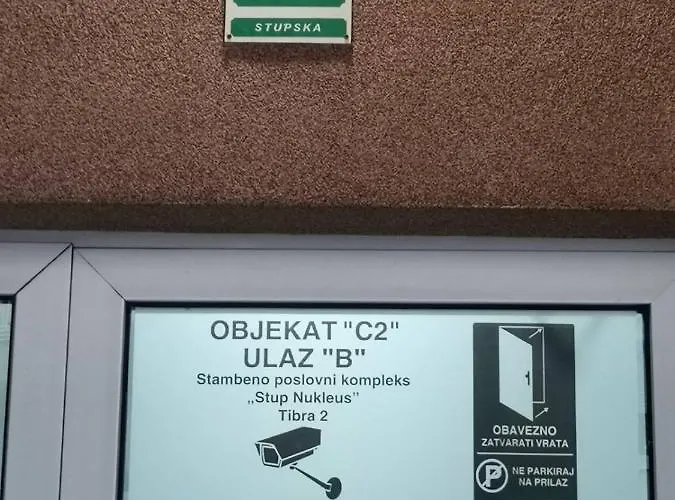 STUPSKA
OBJEKAT "C2"
ULAZ "B"
Stambeno poslovni kompleks
„Stup Nukleus”
Tibra 2
OBAVEZNO
ZATVARATI VRATA
P
NE PARKIRAJ
NA PRILAZ